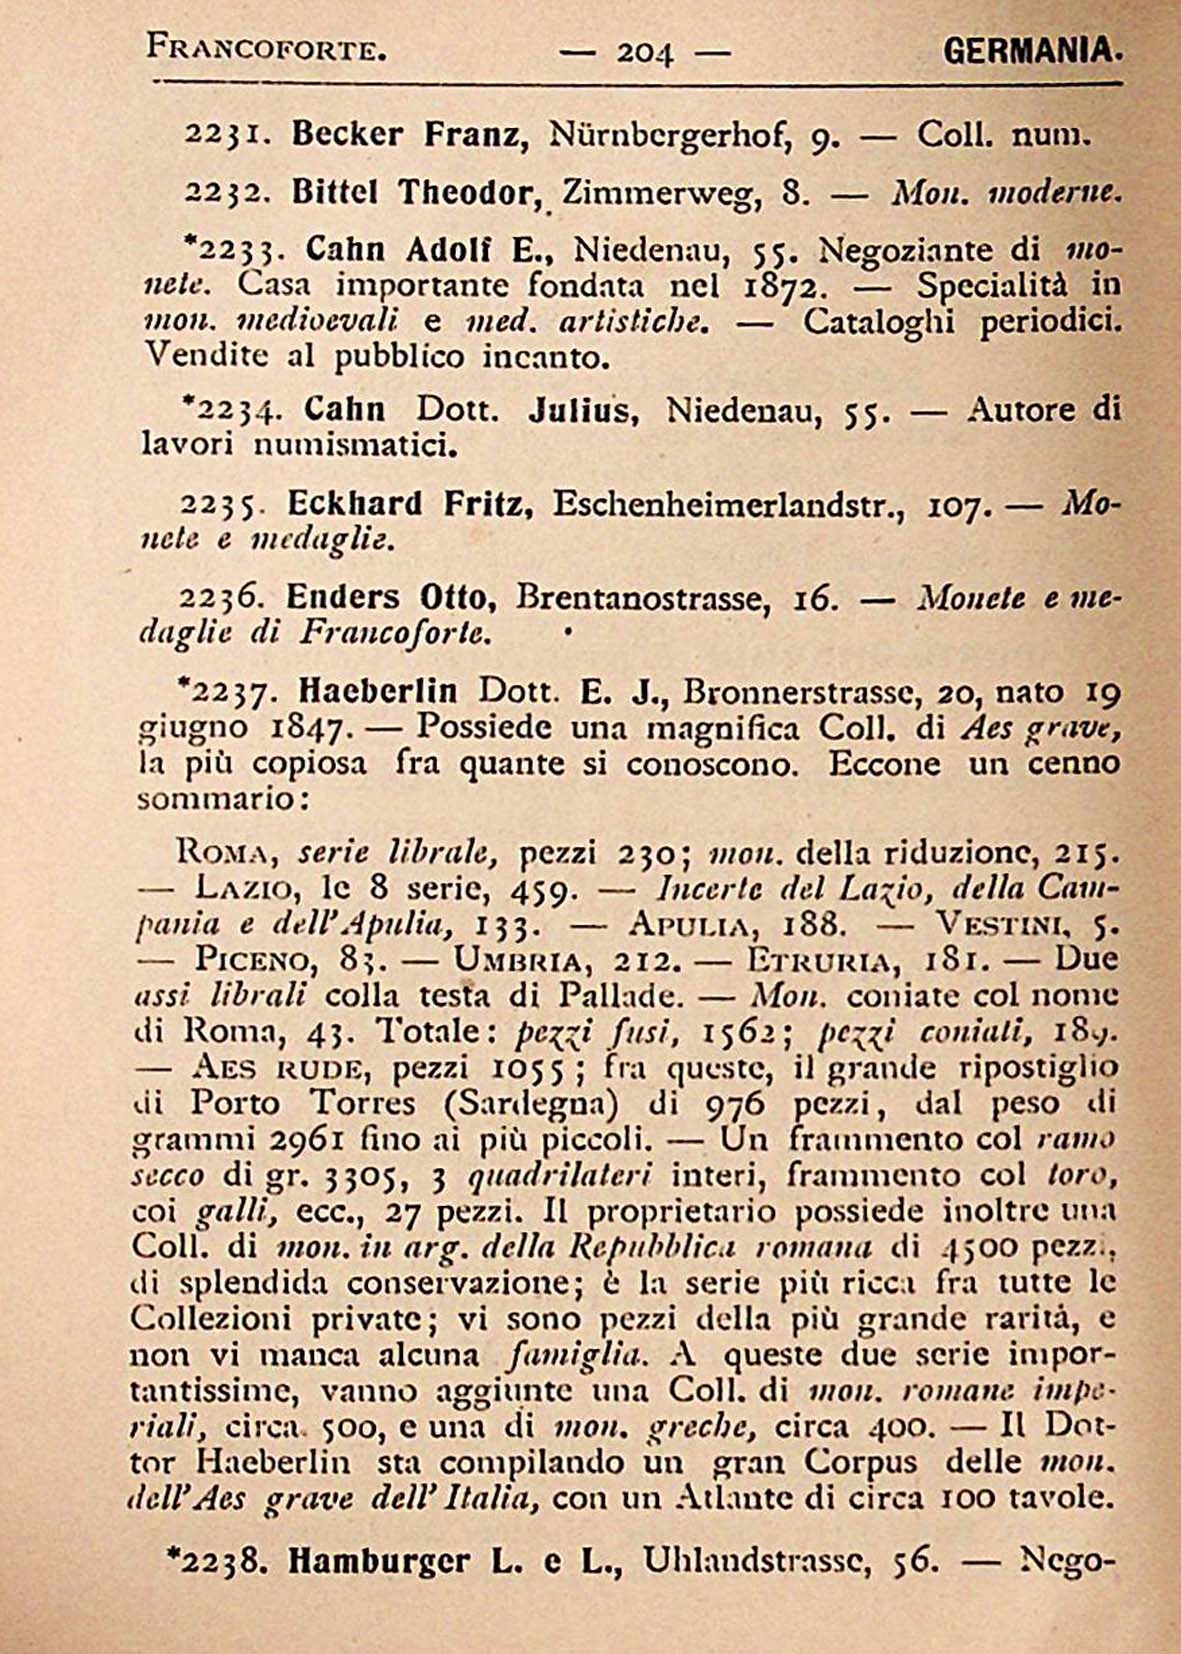 FRANCOFORTE. — 204 — GERMANIA.
2231. Becker Franz, Nürnbergerhof, 9. — Coll. num.
2232. Bittel Theodor, Zimmerweg, 8. — Mon. moderne.
*2233. Cahn Adolf E., Niedenau, 55. Negoziante di mo-
nete. Casa importante fondata nel 1872. — Specialità in
mon. medioevali e med. artistiche. — Cataloghi periodici.
Vendite al pubblico incanto.
*2234. Cahn Dott. Julius, Niedenau, 55. — Autore di
lavori numismatici.
2235. Eckhard Fritz, Eschenheimerlandstr., 107. — Mo-
nete e medaglie.
2236. Enders Otto, Brentanostrasse, 16. — Monete e me-
daglie di Francoforte.
*2237. Haeberlin Dott. E. J., Bronnerstrasse, 20, nato 19
giugno 1847. — Possiede una magnifica Coll. di Aes grave,
la più copiosa fra quante si conoscono. Eccone un cenno
sommario:
ROMA, serie librale, pezzi 230; mon. della riduzione, 215.
— LAZIO, le 8 serie, 459. — Incerte del Lazio, della Cam-
pania e dell'Apulia, 133. — APULIA, 188. — VESTINI, 5.
— PICENO, 83. — UMBRIA, 212. — ETRURIA, 181. — Due
assi librali colla testa di Pallade. — Mon. coniate col nome
di Roma, 43. Totale: pezzi fusi, 1562; pezzi coniati, 189.
— AES RUDE, pezzi 1055; fra queste, il grande ripostiglio
di Porto Torres (Sardegna) di 976 pezzi, dal peso di
grammi 2961 fino ai più piccoli. — Un frammento col ramo
secco di gr. 3305, 3 quadrilateri interi, frammento col toro,
coi galli, ecc., 27 pezzi. Il proprietario possiede inoltre una
Coll. di mon. in arg. della Repubblica romana di 4500 pezzi,
di splendida conservazione; è la serie più ricca fra tutte le
Collezioni private; vi sono pezzi della più grande rarità, e
non vi manca alcuna famiglia. A queste due serie impor-
tantissime, vanno aggiunte una Coll. di mon. romane impe-
riali, circa 500, e una di mon. greche, circa 400. — Il Dot-
tor Haeberlin sta compilando un gran Corpus delle mon.
dell'Aes grave dell'Italia, con un Atlante di circa 100 tavole.
*2238. Hamburger L. e L., Uhlandstrasse, 56. — Nego-